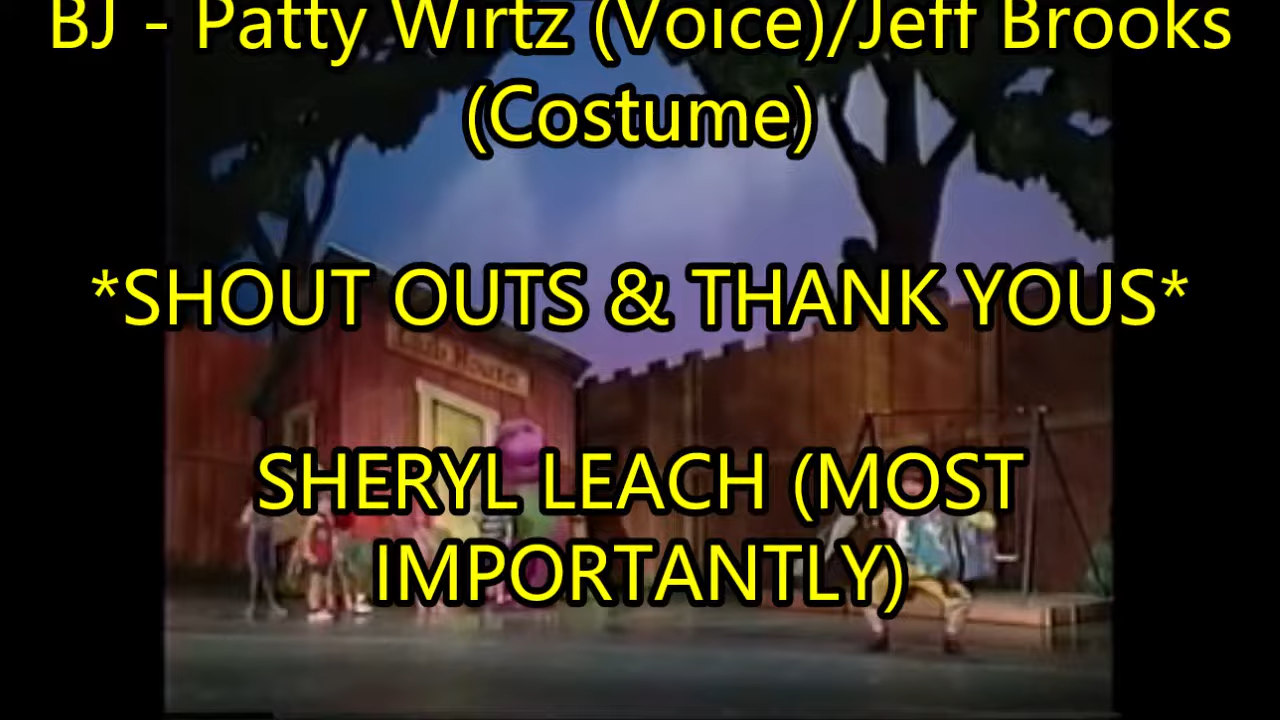 BJ - Patty Wirtz (Voice)/Jeff Brooks
(Costume)
*SHOUT OUTS & THANK YOUS*
SHERYL LEACH (MOST
IMPORTANTLY)